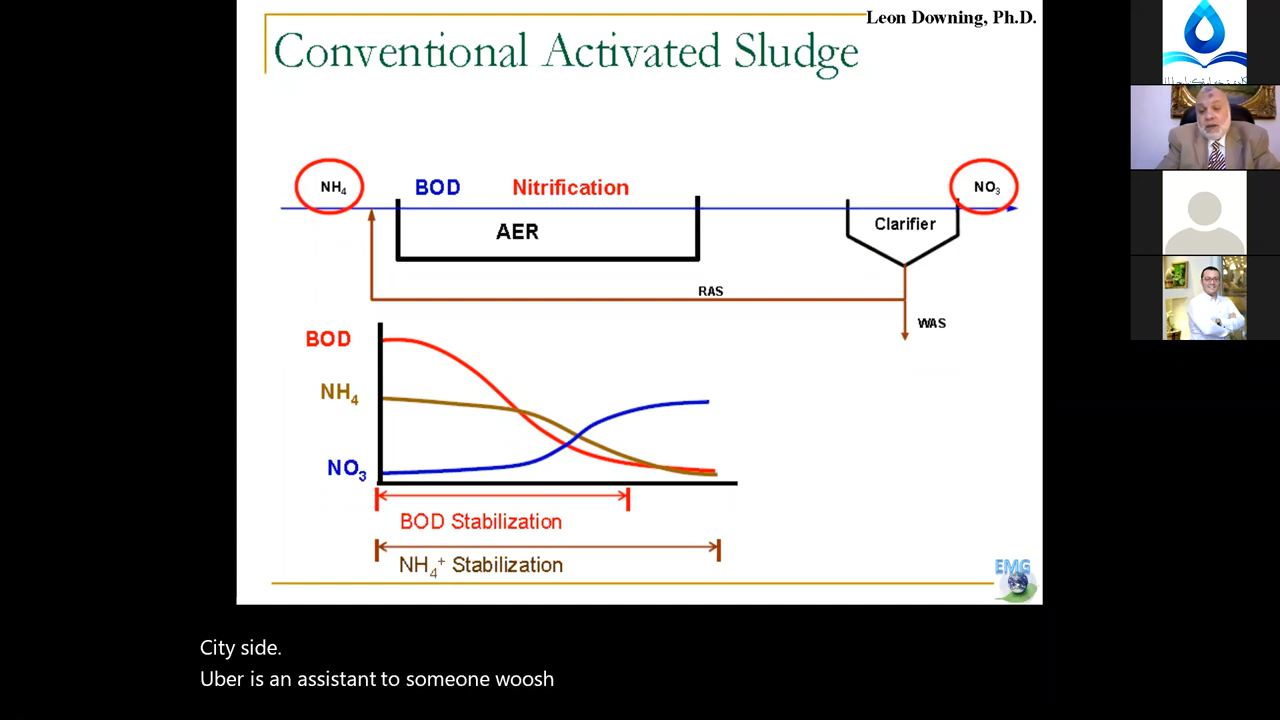 Leon Downing, Ph.D.
Conventional Activated Sludge
NH4
BOD
Nitrification
NO3
AER
Clarifier
RAS
WAS
BOD
NH4
NO3
BOD Stabilization
NH4+ Stabilization
EMG
City side.
Uber is an assistant to someone woosh